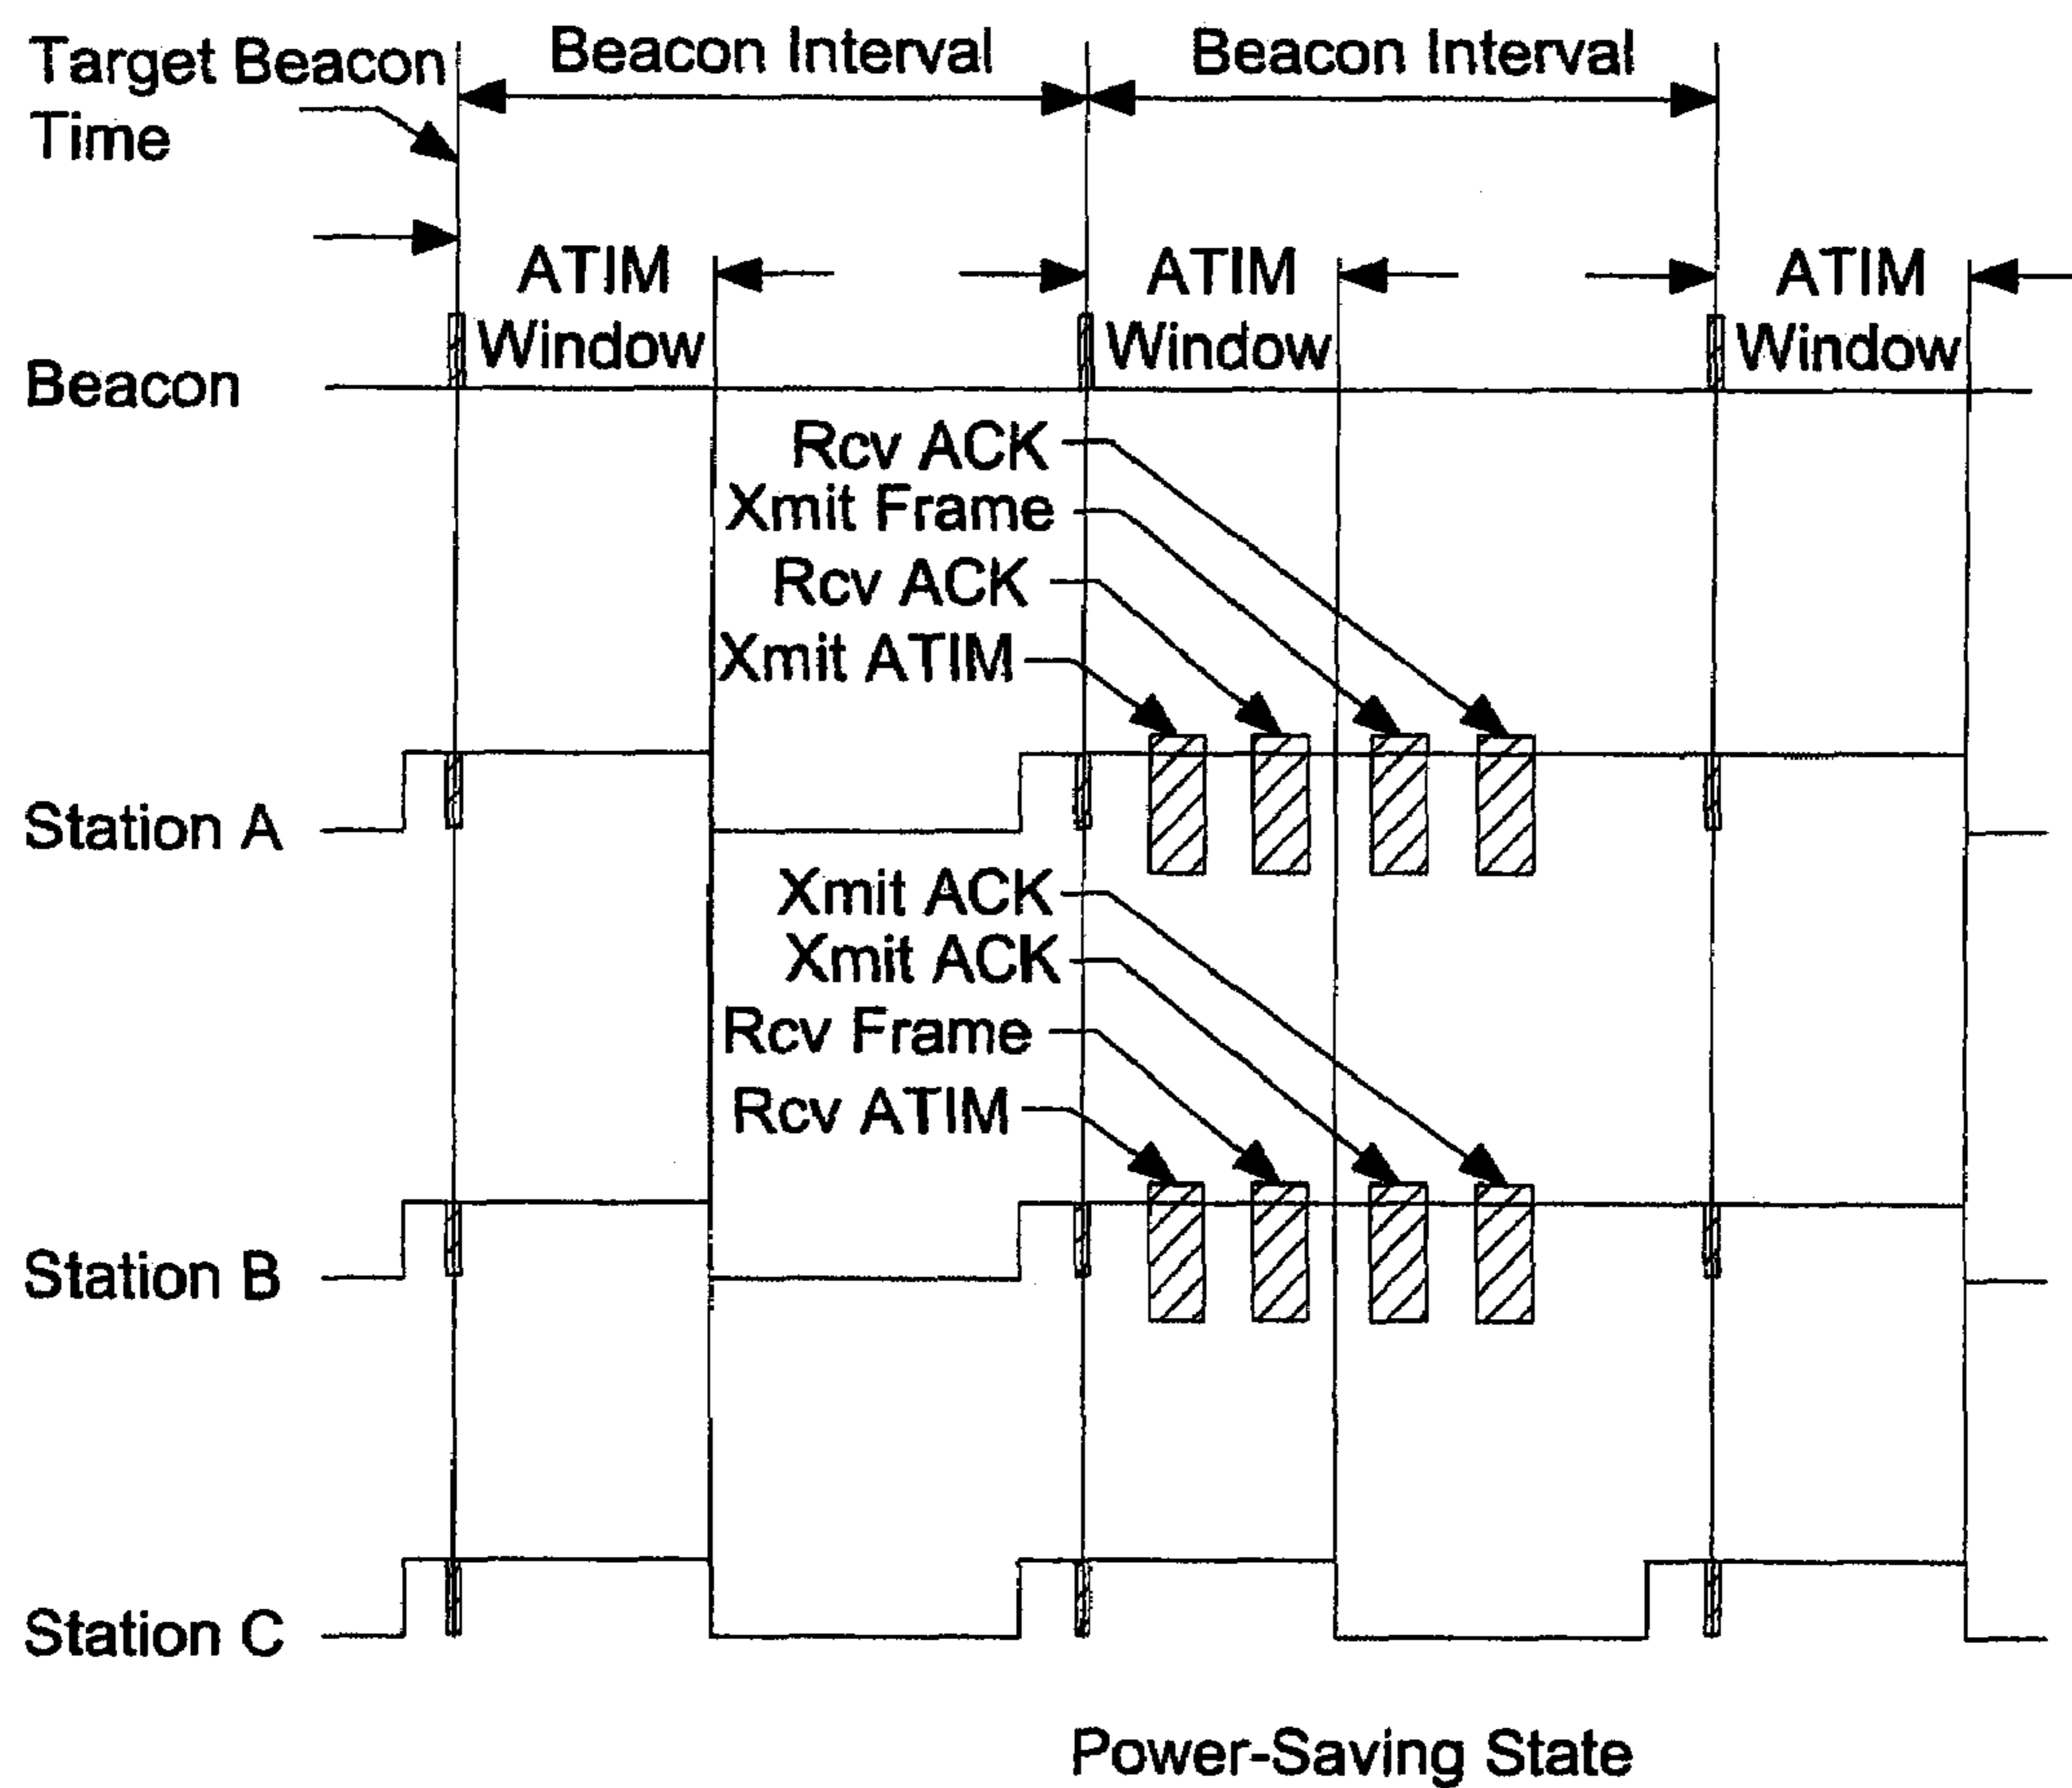 Target Beacon
Time
Beacon Interval
Beacon Interval
ATIM
Window
ATIM
Window
ATIM
Window
Beacon
Rcv ACK
Xmit Frame
Rcv ACK
Xmit ATIM
Station A
Xmit ACK
Xmit ACK
Rcv Frame
Rcv ATIM
Station B
Station C
Power-Saving State